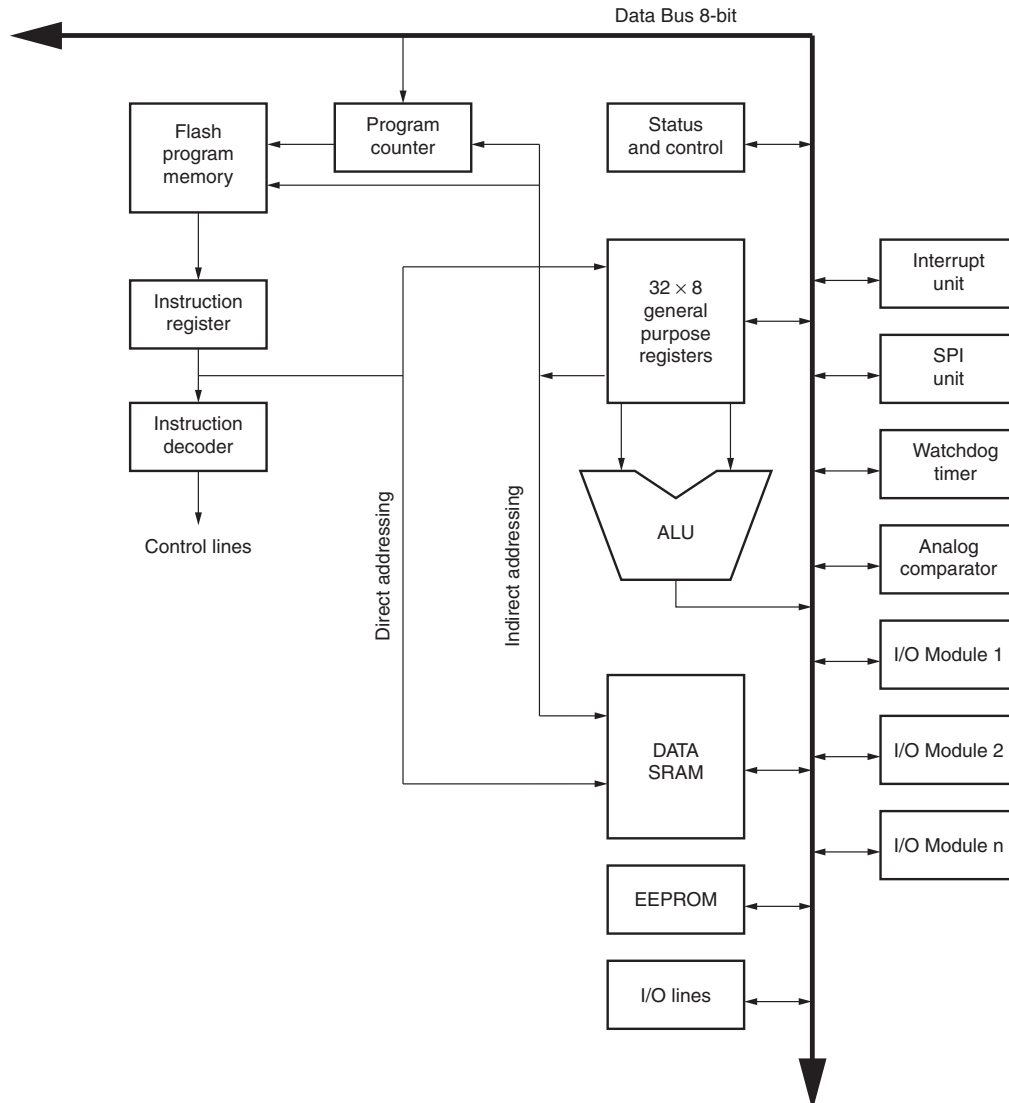 Data Bus 8-bit
Flash
program
memory
Program
counter
Status
and control
Instruction
register
32 × 8
general
purpose
registers
Interrupt
unit
SPI
unit
Instruction
decoder
Watchdog
timer
Control lines
Direct addressing
Indirect addressing
ALU
Analog
comparator
I/O Module 1
DATA
SRAM
I/O Module 2
I/O Module n
EEPROM
I/O lines